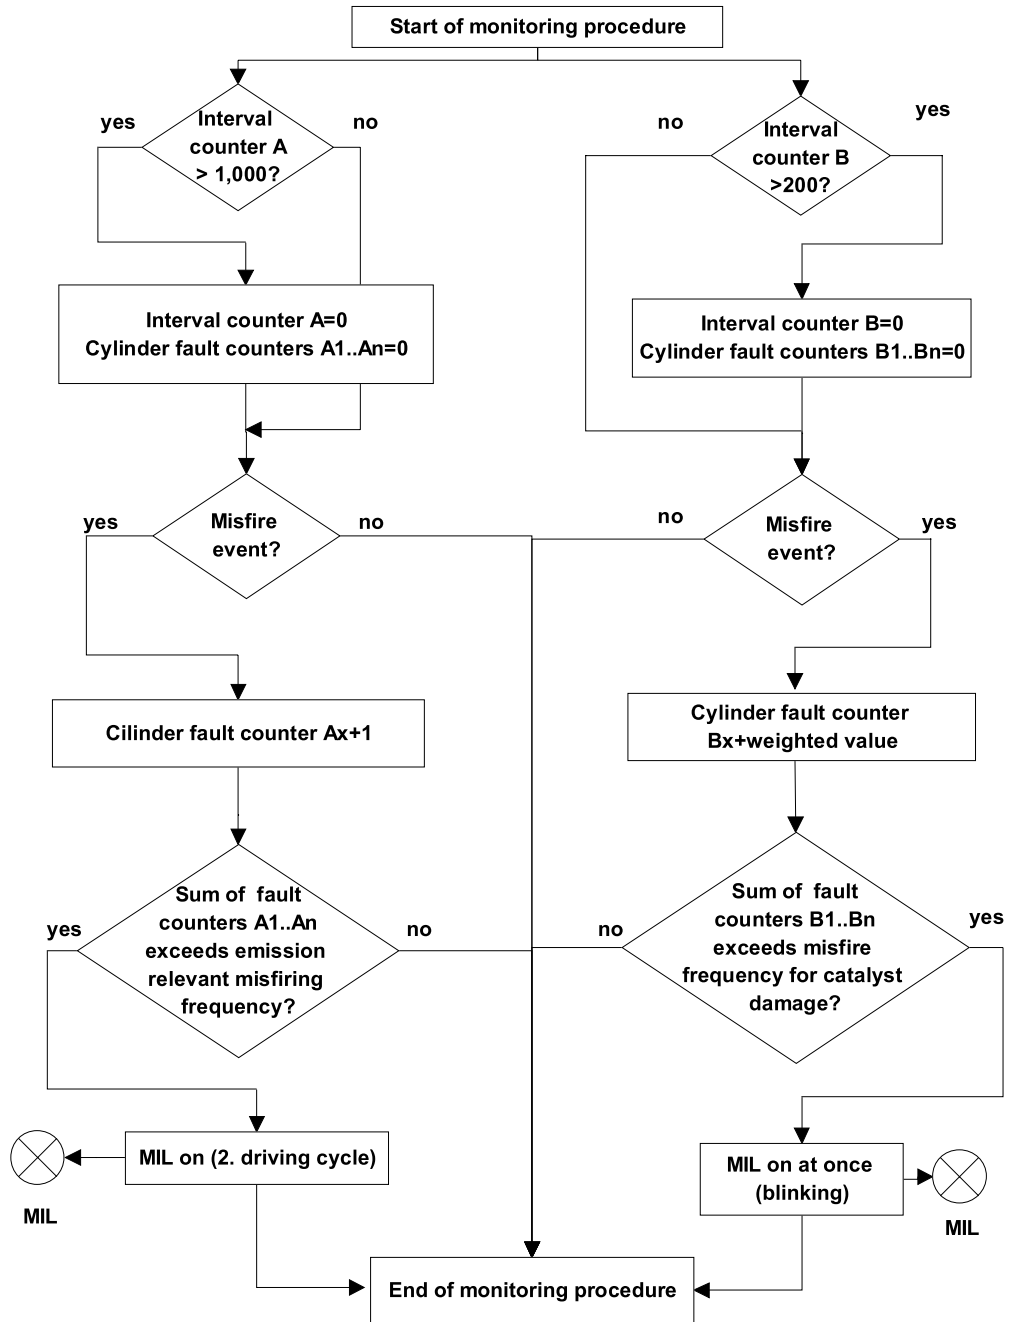 Start of monitoring procedure
yes
Interval
counter A
> 1,000?
no
no
Interval
counter B
>200?
yes
Interval counter A=0
Cylinder fault counters A1..An=0
Interval counter B=0
Cylinder fault counters B1..Bn=0
yes
Misfire
event?
no
no
Misfire
event?
yes
Cilinder fault counter Ax+1
Cylinder fault counter
Bx+weighted value
yes
Sum of fault
counters A1..An
exceeds emission
relevant misfiring
frequency?
no
no
Sum of fault
counters B1..Bn
exceeds misfire
frequency for catalyst
damage?
yes
MIL on (2. driving cycle)
MIL
MIL on at once
(blinking)
MIL
End of monitoring procedure